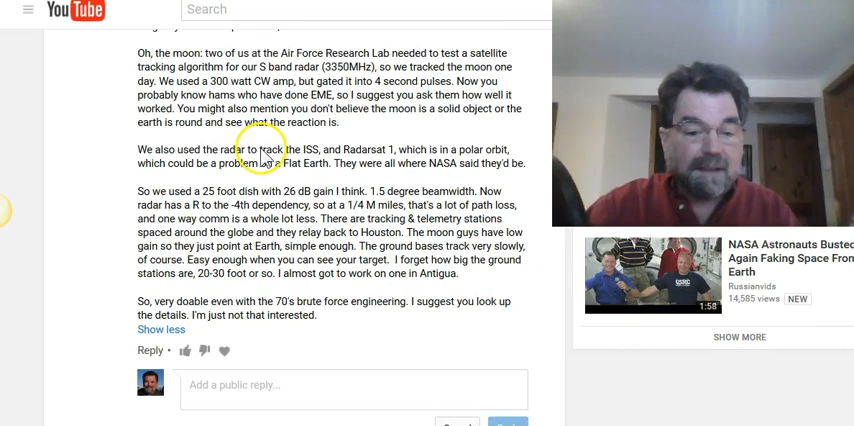 YouTube
Search
Oh, the moon: two of us at the Air Force Research Lab needed to test a satellite
tracking algorithm for our S band radar (3350MHz), so we tracked the moon one
day. We used a 300 watt CW amp, but gated it into 4 second pulses. Now you
probably know hams who have done EME, so I suggest you ask them how well it
worked. You might also mention you don't believe the moon is a solid object or the
earth is round and see what the reaction is.
We also used the radar to track the ISS, and Radarsat 1, which is in a polar orbit,
which could be a problem a Flat Earth. They were all where NASA said they'd be.
So we used a 25 foot dish with 26 dB gain I think. 1.5 degree beamwidth. Now
radar has a R to the -4th dependency, so at a 1/4 M miles, that's a lot of path loss,
and one way comm is a whole lot less. There are tracking & telemetry stations
spaced around the globe and they relay back to Houston. The moon guys have low
gain so they just point at Earth, simple enough. The ground bases track very slowly,
of course. Easy enough when you can see your target. I forget how big the ground
stations are, 20-30 foot or so. I almost got to work on one in Antigua.
So, very doable even with the 70's brute force engineering. I suggest you look up
the details. I'm just not that interested.
Show less
Reply
Add a public reply...
NASA Astronauts Busted
Again Faking Space From
Earth
Russianvids
14,585 views NEW
1:58
SHOW MORE